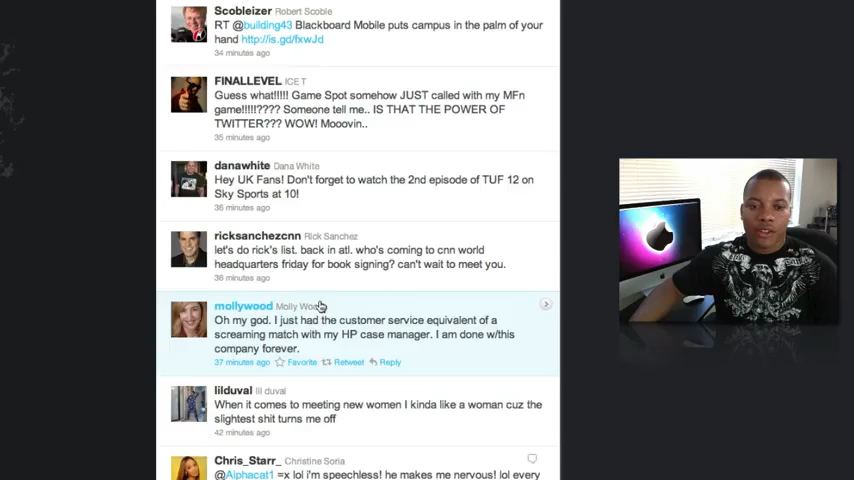 Scobleizer Robert Scoble
RT @building43 Blackboard Mobile puts campus in the palm of your
hand http://is.gd/fxwJd
34 minutes ago
FINALLEVEL ICE T
Guess what!!!!! Game Spot somehow JUST called with my MFn
game!!!!!???? Someone tell me.. IS THAT THE POWER OF
TWITTER??? WOW! Mooovin..
35 minutes ago
danawhite Dana White
Hey UK Fans! Don't forget to watch the 2nd episode of TUF 12 on
Sky Sports at 10!
36 minutes ago
ricksanchezcnn Rick Sanchez
let's do rick's list. back in atl. who's coming to cnn world
headquarters friday for book signing? can't wait to meet you.
36 minutes ago
mollywood Molly
Oh my god. I just had the customer service equivalent of a
screaming match with my HP case manager. I am done w/this
company forever.
37 minutes ago Favorite Retweet Reply
lilduval lil duval
When it comes to meeting new women I kinda like a woman cuz the
slightest shit turns me off
42 minutes ago
Chris_Starr_ Christine Soria
@Alphacat1 =x lol i'm speechless! he makes me nervous! lol every